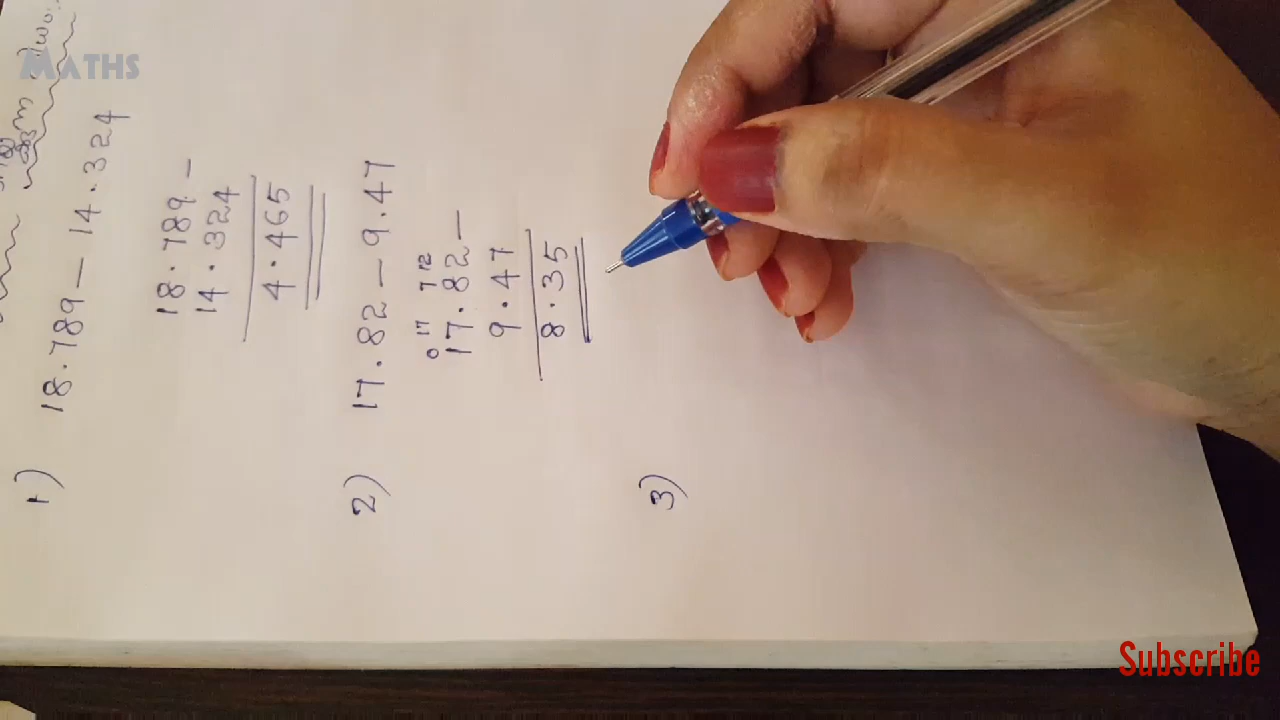 MATHS
1) 18.789 — 14.324
18.789 —
14.324
4.465
2) 17.82 — 9.47
0 17 7 12
17.82 —
9.47
8.35
3)
Subscribe